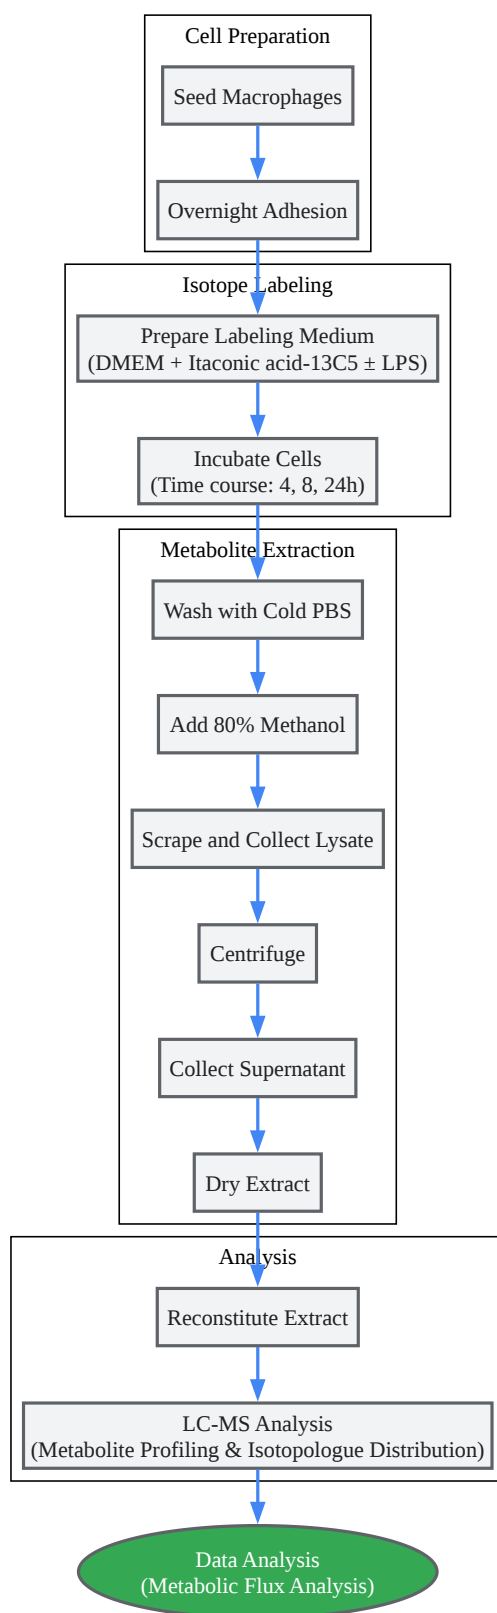 Cell Preparation
Seed Macrophages
Overnight Adhesion
Isotope Labeling
Prepare Labeling Medium
(DMEM + Itaconic acid-13C5 ± LPS)
Incubate Cells
(Time course: 4, 8, 24h)
Metabolite Extraction
Wash with Cold PBS
Add 80% Methanol
Scrape and Collect Lysate
Centrifuge
Collect Supernatant
Dry Extract
Analysis
Reconstitute Extract
LC-MS Analysis
(Metabolite Profiling & Isotopologue Distribution)
Data Analysis
(Metabolic Flux Analysis)